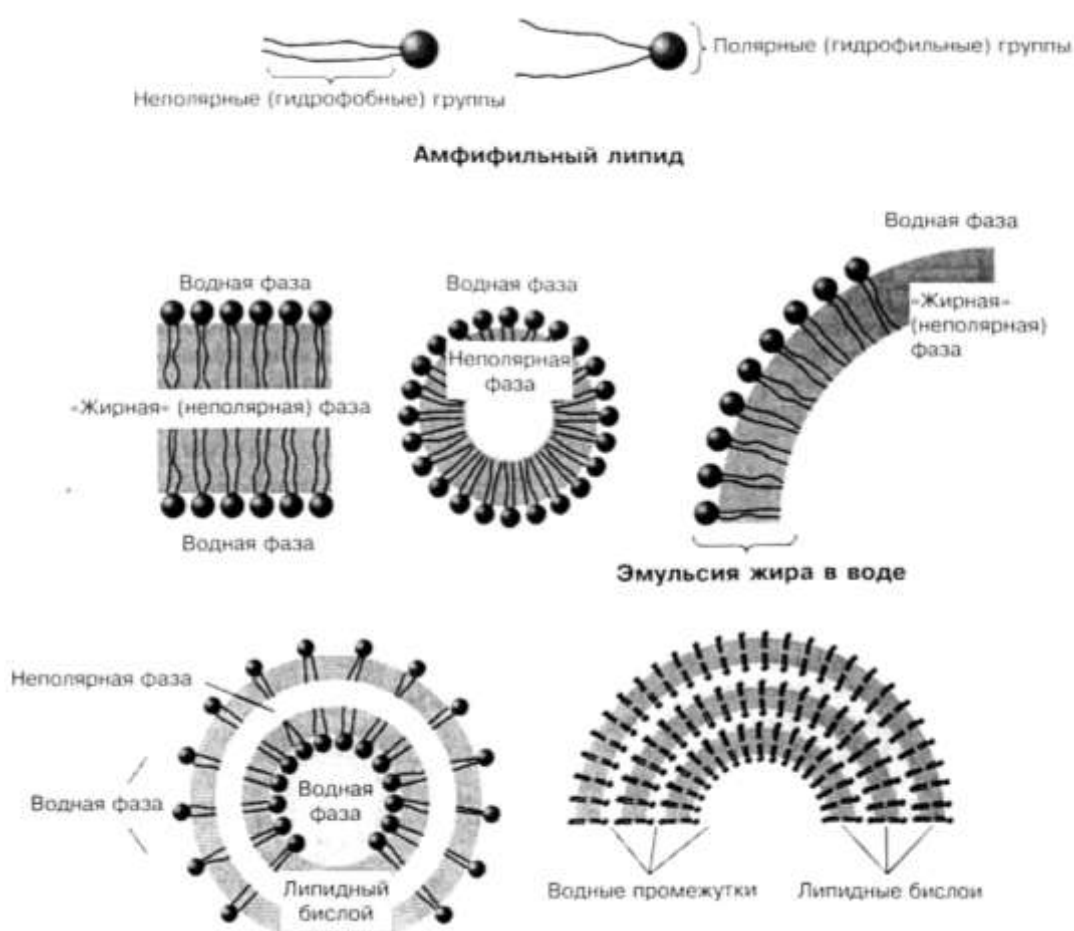 Полярные (гидрофильные) группы
Неполярные (гидрофобные) группы
Амфифильный липид
Водная фаза
«Жирная»
(неполярная)
фаза
Водная фаза
Водная фаза
Неполярная
фаза
«Жирная» (неполярная) фаза
Водная фаза
Эмульсия жира в воде
Неполярная фаза
Водная фаза
Водная
фаза
Липидный
бислой
Водные промежутки
Липидные бислои